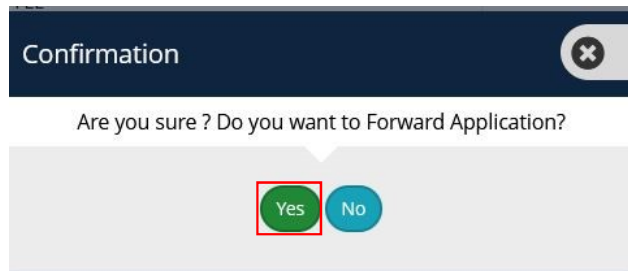 Confirmation
Are you sure ? Do you want to Forward Application?
Yes No